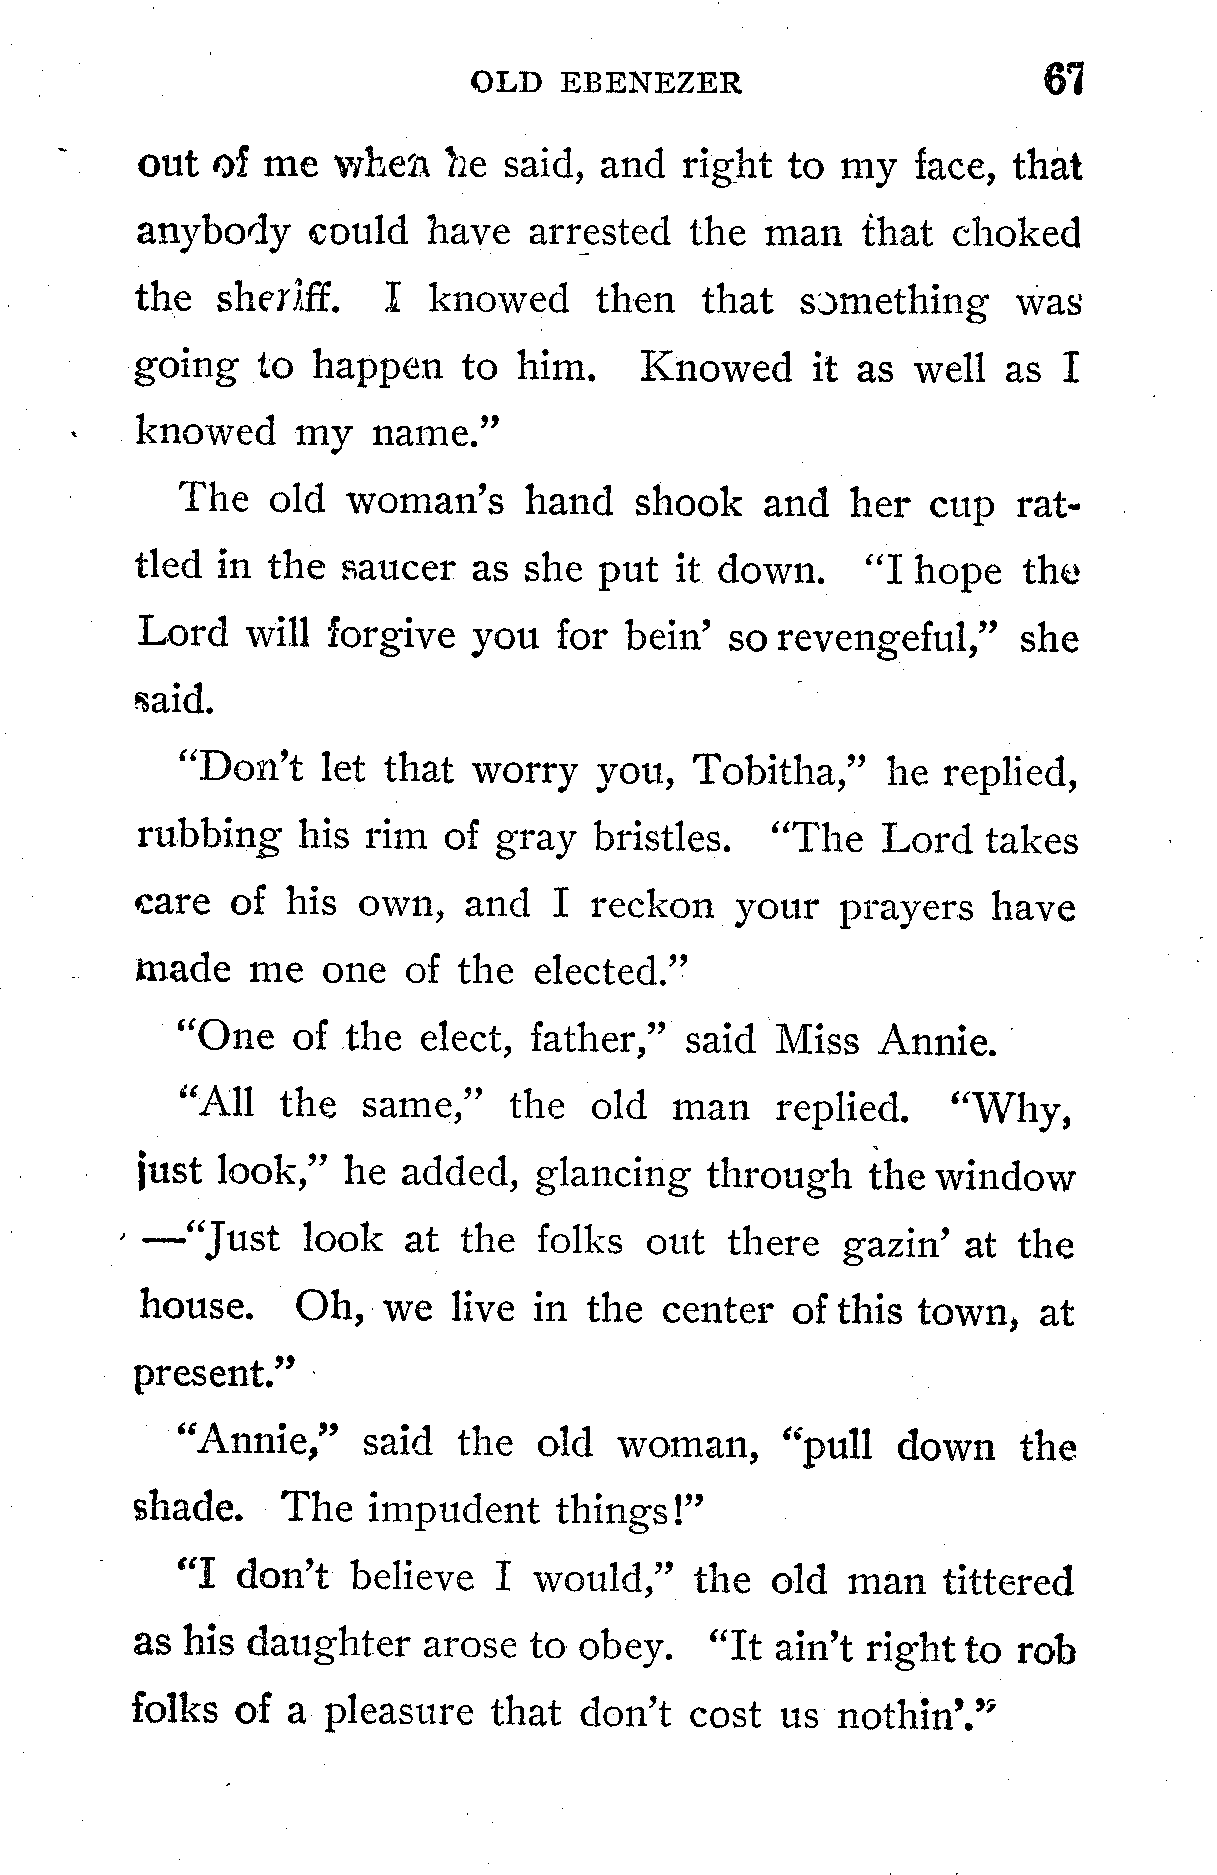 OLD EBENEZER 67
out of me when he said, and right to my face, that
anybody could have arrested the man that choked
the sheriff. I knowed then that something was
going to happen to him. Knowed it as well as I
knowed my name.”
The old woman’s hand shook and her cup rat-
tled in the saucer as she put it down. “I hope the
Lord will forgive you for bein’ so revengeful,” she
said.
“Don’t let that worry you, Tobitha,” he replied,
rubbing his rim of gray bristles. “The Lord takes
care of his own, and I reckon your prayers have
made me one of the elected.”
“One of the elect, father,” said Miss Annie.
“All the same,” the old man replied. “Why,
just look,” he added, glancing through the window
—“Just look at the folks out there gazin’ at the
house. Oh, we live in the center of this town, at
present.”
“Annie,” said the old woman, “pull down the
shade. The impudent things!”
“I don’t believe I would,” the old man tittered
as his daughter arose to obey. “It ain’t right to rob
folks of a pleasure that don’t cost us nothin’.”